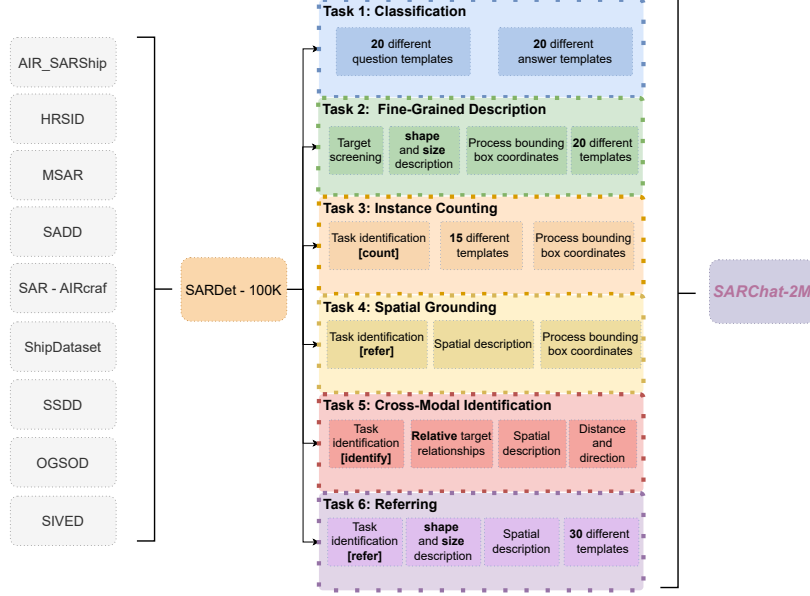 AIR_SARShip
HRSID
MSAR
SADD
SAR - AIRcraf
ShipDataset
SSDD
OGSOD
SIVED
SARDet - 100K
Task 1: Classification
20 different
question templates
20 different
answer templates
Task 2: Fine-Grained Description
Target
screening
shape
and size
description
Process bounding
box coordinates
20 different
templates
Task 3: Instance Counting
Task identification
[count]
15 different
templates
Process bounding
box coordinates
Task 4: Spatial Grounding
Task identification
[refer]
Spatial description
Process bounding
box coordinates
Task 5: Cross-Modal Identification
Task
identification
[identify]
Relative target
relationships
Spatial
description
Distance
and
direction
Task 6: Referring
Task
identification
[refer]
shape
and size
description
Spatial
description
30 different
templates
SARChat-2M